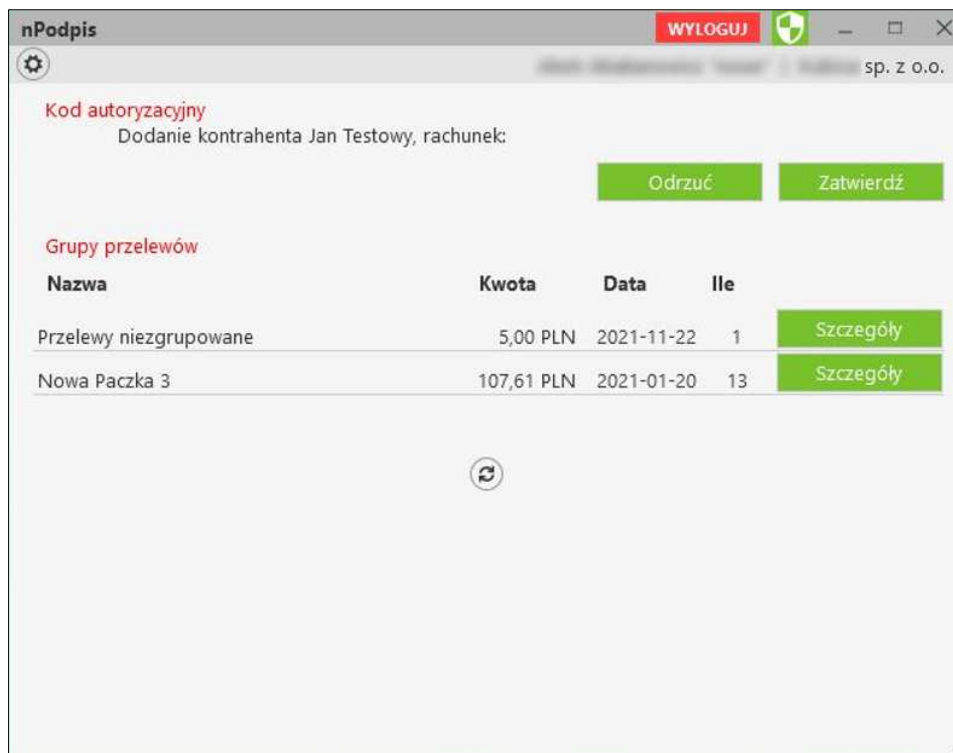 nPodpis WYLOGUJ
sp. z o.o.
Kod autoryzacyjny
Dodanie kontrahenta Jan Testowy, rachunek:
Odrzuć Zatwierdź
Grupy przelewów
Nazwa Kwota Data Ile
Przelewy niezgrupowane 5,00 PLN 2021-11-22 1 Szczegóły
Nowa Paczka 3 107,61 PLN 2021-01-20 13 Szczegóły